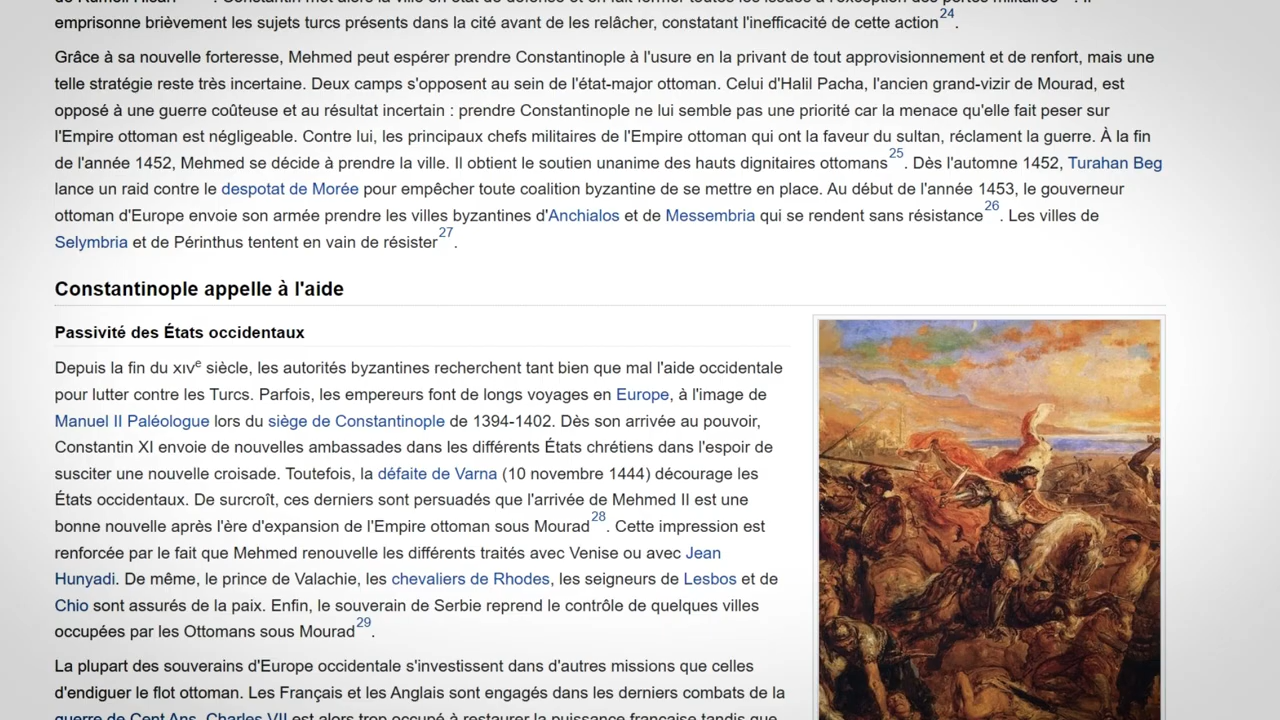 emprisonne brièvement les sujets turcs présents dans la cité avant de les relâcher, constatant l'inefficacité de cette action24.
Grâce à sa nouvelle forteresse, Mehmed peut espérer prendre Constantinople à l'usure en la privant de tout approvisionnement et de renfort, mais une
telle stratégie reste très incertaine. Deux camps s'opposent au sein de l'état-major ottoman. Celui d'Halil Pacha, l'ancien grand-vizir de Mourad, est
opposé à une guerre coûteuse et au résultat incertain : prendre Constantinople ne lui semble pas une priorité car la menace qu'elle fait peser sur
l'Empire ottoman est négligeable. Contre lui, les principaux chefs militaires de l'Empire ottoman qui ont la faveur du sultan, réclament la guerre. À la fin
de l'année 1452, Mehmed se décide à prendre la ville. Il obtient le soutien unanime des hauts dignitaires ottomans25. Dès l'automne 1452, Turahan Beg
lance un raid contre le despotat de Morée pour empêcher toute coalition byzantine de se mettre en place. Au début de l'année 1453, le gouverneur
ottoman d'Europe envoie son armée prendre les villes byzantines d'Anchialos et de Messembria qui se rendent sans résistance26. Les villes de
Selymbria et de Périnthus tentent en vain de résister27.
Constantinople appelle à l'aide
Passivité des États occidentaux
Depuis la fin du XIVe siècle, les autorités byzantines recherchent tant bien que mal l'aide occidentale
pour lutter contre les Turcs. Parfois, les empereurs font de longs voyages en Europe, à l'image de
Manuel II Paléologue lors du siège de Constantinople de 1394-1402. Dès son arrivée au pouvoir,
Constantin XI envoie de nouvelles ambassades dans les différents États chrétiens dans l'espoir de
susciter une nouvelle croisade. Toutefois, la défaite de Varna (10 novembre 1444) décourage les
États occidentaux. De surcroît, ces derniers sont persuadés que l'arrivée de Mehmed II est une
bonne nouvelle après l'ère d'expansion de l'Empire ottoman sous Mourad28. Cette impression est
renforcée par le fait que Mehmed renouvelle les différents traités avec Venise ou avec Jean
Hunyadi. De même, le prince de Valachie, les chevaliers de Rhodes, les seigneurs de Lesbos et de
Chio sont assurés de la paix. Enfin, le souverain de Serbie reprend le contrôle de quelques villes
occupées par les Ottomans sous Mourad29.
La plupart des souverains d'Europe occidentale s'investissent dans d'autres missions que celles
d'endiguer le flot ottoman. Les Français et les Anglais sont engagés dans les derniers combats de la
guerre de Cent Ans. Charles VII est alors trop occupé à restaurer la puissance française tandis que